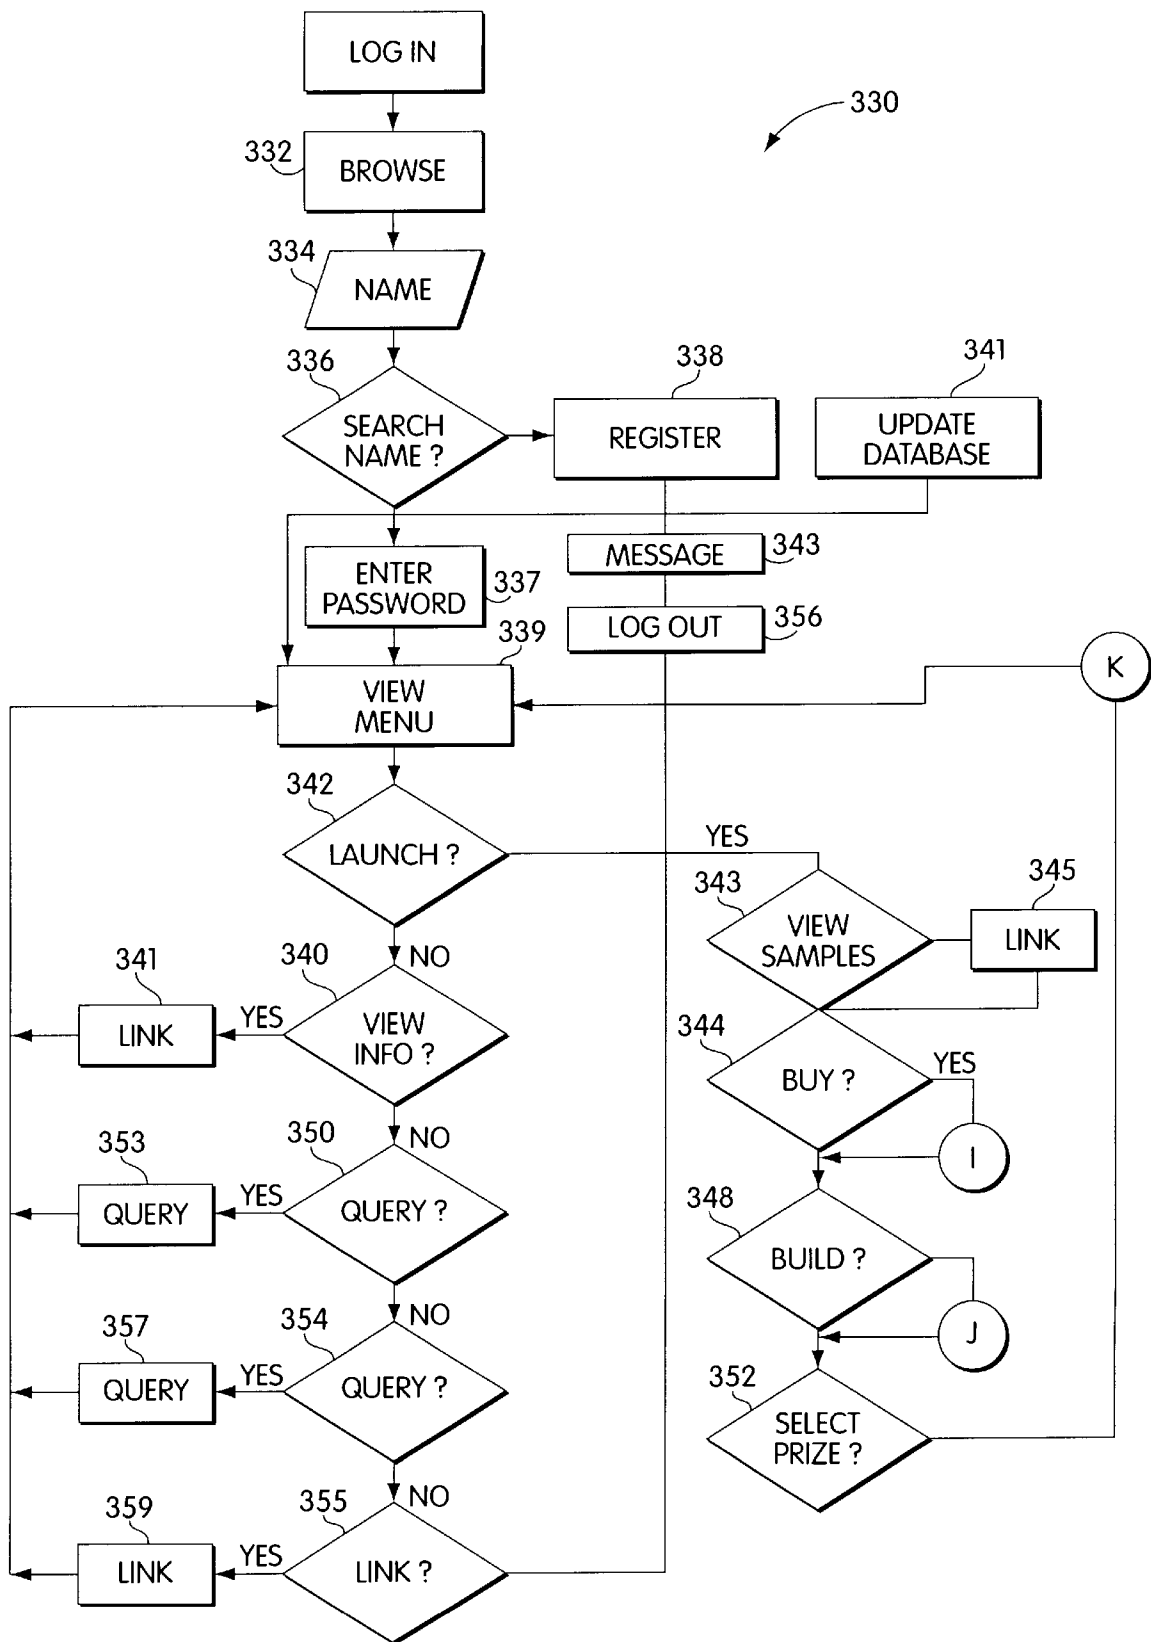 LOG IN
330
332
BROWSE
334
NAME
336
SEARCH
NAME ?
338
REGISTER
341
UPDATE
DATABASE
ENTER
PASSWORD
337
MESSAGE
343
LOG OUT
356
339
VIEW
MENU
K
342
LAUNCH ?
YES
343
VIEW
SAMPLES
345
LINK
NO
341
LINK
YES
340
VIEW
INFO ?
344
BUY ?
YES
I
NO
353
QUERY
YES
350
QUERY ?
348
BUILD ?
J
NO
357
QUERY
YES
354
QUERY ?
352
SELECT
PRIZE ?
NO
359
LINK
YES
355
LINK ?